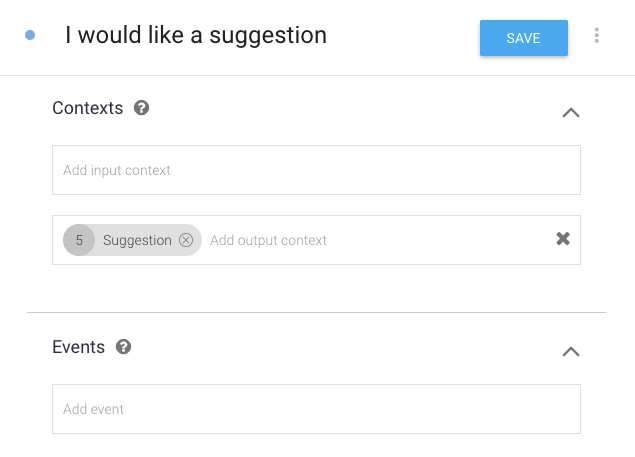 I would like a suggestion SAVE
Contexts ?
Add input context
5 Suggestion Add output context
Events ?
Add event